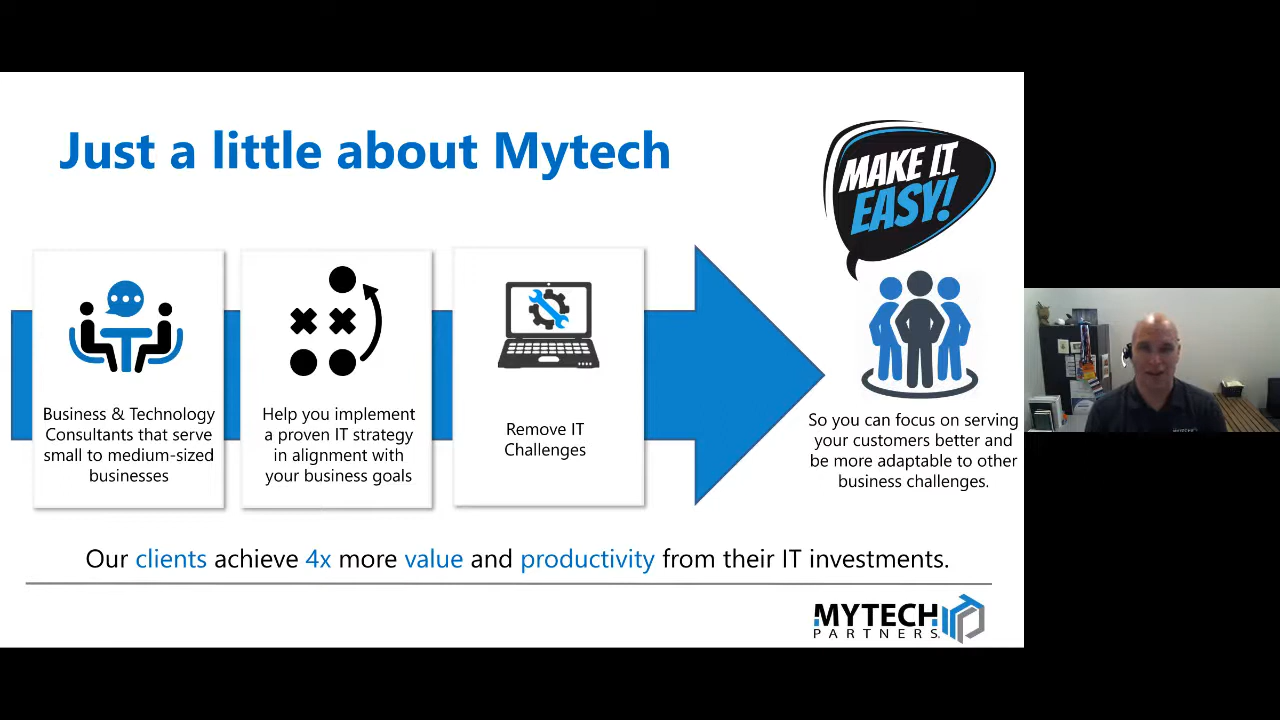 Just a little about Mytech
MAKE I.T.
EASY!
Business & Technology
Consultants that serve
small to medium-sized
businesses
Help you implement
a proven IT strategy
in alignment with
your business goals
Remove IT
Challenges
So you can focus on serving
your customers better and
be more adaptable to other
business challenges.
Our clients achieve 4x more value and productivity from their IT investments.
MYTECH
PARTNERS